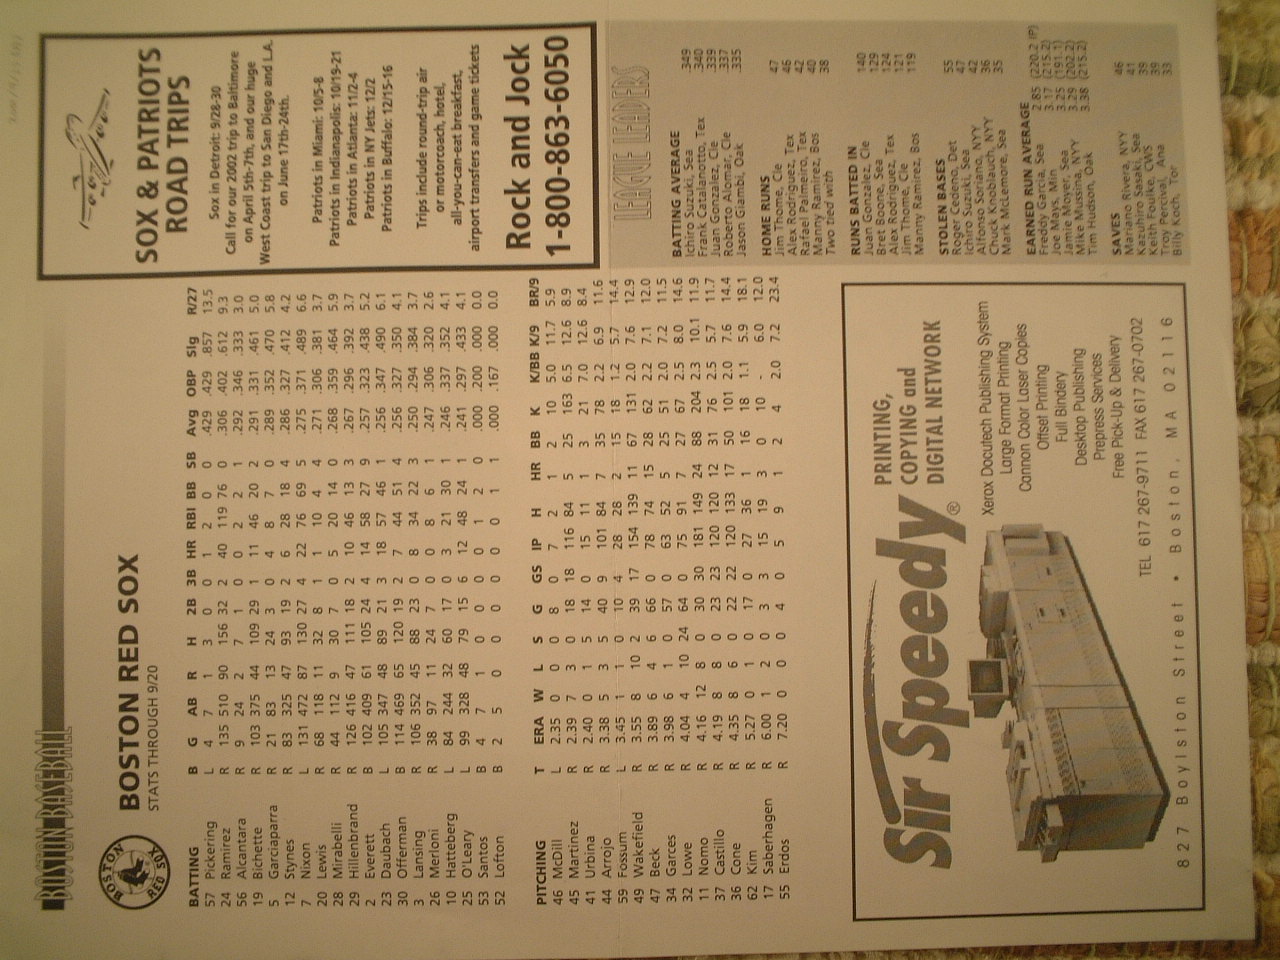 BOSTON BASEBALL
BOSTON RED SOX
BOSTON RED SOX
STATS THROUGH 9/20
BATTING B G AB R H 2B 3B HR RBI BB SB Avg OBP Slg R/27
57 Pickering L 4 7 1 3 0 0 1 2 0 0 .429 .429 .857 13.5
24 Ramirez R 135 510 90 156 32 2 40 119 76 0 .306 .402 .612 9.3
56 Alcantara R 9 24 2 7 1 0 0 2 2 1 .292 .346 .333 3.0
19 Bichette R 103 375 44 109 29 1 11 46 20 2 .291 .331 .461 5.0
5 Garciaparra R 21 83 13 24 3 0 4 8 7 0 .289 .352 .470 5.8
12 Stynes R 83 325 47 93 19 2 6 28 18 4 .286 .327 .412 4.2
7 Nixon L 131 472 87 130 27 4 22 76 69 5 .275 .371 .489 6.6
20 Lewis R 68 118 11 32 8 1 1 10 4 4 .271 .306 .381 3.7
28 Mirabelli R 44 112 9 30 7 0 5 20 14 0 .268 .359 .464 5.9
29 Hillenbrand R 126 416 47 111 18 2 10 46 13 3 .267 .296 .392 3.7
2 Everett B 102 409 61 105 24 4 14 58 27 9 .257 .323 .438 5.2
23 Daubach L 105 347 48 89 21 3 18 57 46 1 .256 .347 .490 6.1
30 Offerman B 114 469 65 120 19 2 7 44 51 4 .256 .327 .350 4.1
3 Lansing R 106 352 45 88 23 0 8 34 22 3 .250 .294 .384 3.7
26 Merloni R 38 97 11 24 7 0 0 8 6 1 .247 .306 .320 2.6
10 Hatteberg L 84 244 32 60 17 0 3 21 30 1 .246 .337 .352 4.1
25 O'Leary L 99 328 48 79 15 6 12 48 24 1 .241 .297 .433 4.1
53 Santos B 4 7 1 0 0 0 0 1 2 0 .000 .200 .000 0.0
52 Lofton B 2 5 0 0 0 0 0 0 1 1 .000 .167 .000 0.0
PITCHING T ERA W L S G GS IP H HR BB K K/BB K/9 BR/9
46 McDill L 2.35 0 0 0 8 0 7 2 1 2 10 5.0 11.7 5.9
45 Martinez R 2.39 7 3 0 18 18 116 84 5 25 163 6.5 12.6 8.9
41 Urbina R 2.40 0 1 5 14 0 15 11 1 3 21 7.0 12.6 8.4
44 Arrojo R 3.38 5 3 5 40 9 101 84 7 35 78 2.2 6.9 11.6
59 Fossum L 3.45 1 1 0 10 4 28 28 2 15 18 1.2 5.7 14.4
49 Wakefield R 3.55 8 10 2 39 17 154 139 11 67 131 2.0 7.6 12.9
47 Beck R 3.89 6 4 6 66 0 78 74 15 28 62 2.2 7.1 12.0
34 Garces R 3.98 6 1 0 57 0 63 52 5 25 51 2.0 7.2 11.5
32 Lowe R 4.04 4 10 24 64 0 75 91 7 27 67 2.5 8.0 14.6
11 Nomo R 4.16 12 8 0 30 30 181 149 24 88 204 2.3 10.1 11.9
37 Castillo R 4.19 8 8 0 23 23 120 120 12 31 76 2.5 5.7 11.7
36 Cone R 4.35 8 6 0 22 22 120 133 17 50 101 2.0 7.6 14.4
62 Kim R 5.27 0 1 0 17 0 27 36 1 16 18 1.1 5.9 18.1
17 Saberhagen R 6.00 1 2 0 3 3 15 19 3 0 10 - 6.0 12.0
55 Erdos R 7.20 0 0 0 4 0 5 9 1 2 4 2.0 7.2 23.4
SOX & PATRIOTS
ROAD TRIPS
Sox in Detroit: 9/28-30
Call for our 2002 trip to Baltimore
on April 5th-7th, and our huge
West Coast trip to San Diego and L.A.
on June 17th-24th.
Patriots in Miami: 10/5-8
Patriots in Indianapolis: 10/19-21
Patriots in Atlanta: 11/2-4
Patriots in NY Jets: 12/2
Patriots in Buffalo: 12/15-16
Trips include round-trip air
or motorcoach, hotel,
all-you-can-eat breakfast,
airport transfers and game tickets
Rock and Jock
1-800-863-6050
Sir Speedy®
PRINTING,
COPYING and
DIGITAL NETWORK
Xerox Docutech Publishing System
Large Format Printing
Cannon Color Laser Copies
Offset Printing
Full Bindery
Desktop Publishing
Prepress Services
Free Pick-Up & Delivery
TEL 617 267-9711 FAX 617 267-0702
827 Boylston Street • Boston, MA 02116
LEAGUE LEADERS
BATTING AVERAGE
Ichiro Suzuki, Sea .349
Frank Catalanotto, Tex .340
Juan Gonzalez, Cle .339
Roberto Alomar, Cle .337
Jason Giambi, Oak .335
HOME RUNS
Jim Thome, Cle 47
Alex Rodriguez, Tex 46
Rafael Palmeiro, Tex 42
Manny Ramirez, Bos 40
Two tied with 38
RUNS BATTED IN
Juan Gonzalez, Cle 140
Bret Boone, Sea 129
Alex Rodriguez, Tex 124
Jim Thome, Cle 121
Manny Ramirez, Bos 119
STOLEN BASES
Roger Cedeno, Det 55
Ichiro Suzuki, Sea 47
Alfonso Soriano, NYY 42
Chuck Knoblauch, NYY 36
Mark McLemore, Sea 35
EARNED RUN AVERAGE (IP)
Freddy Garcia, Sea 2.85 (220.2)
Joe Mays, Min 3.17 (215.2)
Jamie Moyer, Sea 3.25 (191.1)
Mike Mussina, NYY 3.29 (202.2)
Tim Hudson, Oak 3.38 (215.2)
SAVES
Mariano Rivera, NYY 46
Kazuhiro Sasaki, Sea 41
Keith Foulke, CWS 39
Troy Percival, Ana 39
Billy Koch, Tor 33